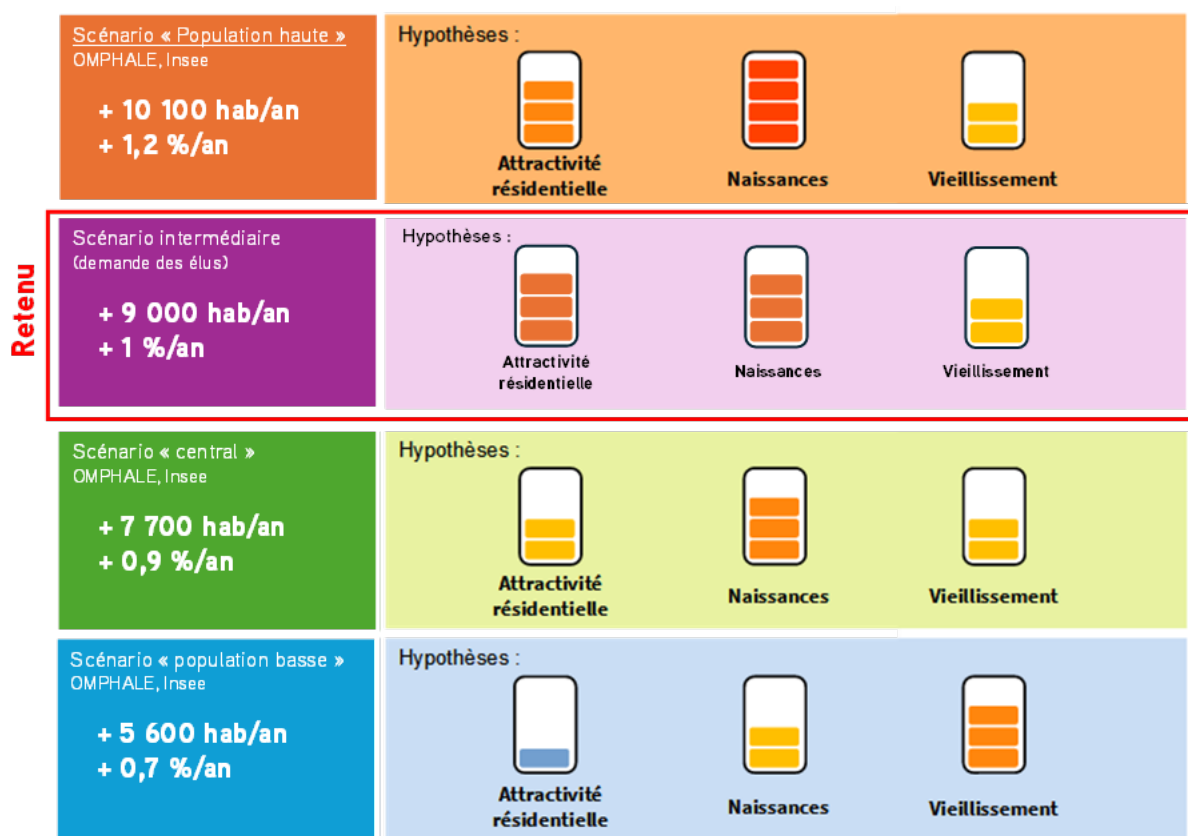 Scénario « Population haute »
OMPHALE, Insee
+ 10 100 hab/an
+ 1,2 %/an
Hypothèses :
Attractivité
résidentielle
Naissances
Vieillissement
Retenu
Scénario intermédiaire
(demande des élus)
+ 9 000 hab/an
+ 1 %/an
Hypothèses :
Attractivité
résidentielle
Naissances
Vieillissement
Scénario « central »
OMPHALE, Insee
+ 7 700 hab/an
+ 0,9 %/an
Hypothèses :
Attractivité
résidentielle
Naissances
Vieillissement
Scénario « population basse »
OMPHALE, Insee
+ 5 600 hab/an
+ 0,7 %/an
Hypothèses :
Attractivité
résidentielle
Naissances
Vieillissement